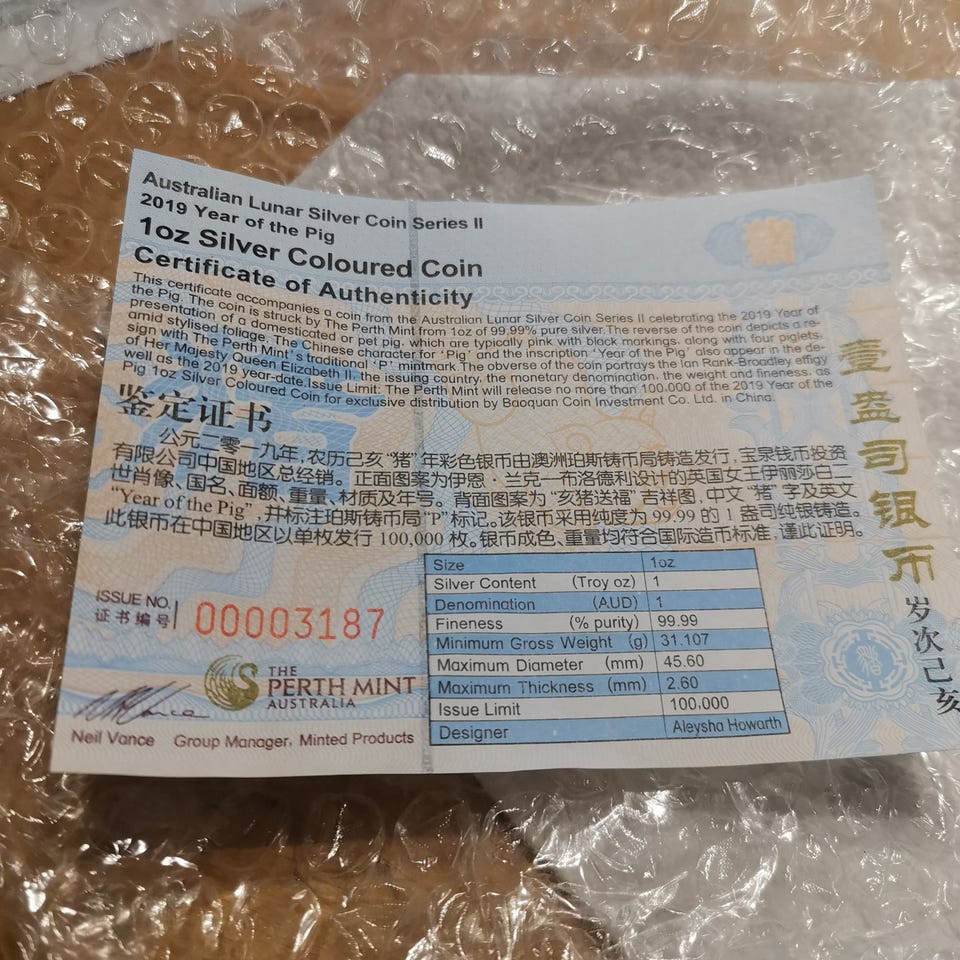 Australian Lunar Silver Coin Series II
2019 Year of the Pig
1oz Silver Coloured Coin
Certificate of Authenticity
This certificate accompanies a coin from the Australian Lunar Silver Coin Series II celebrating the 2019 Year of
the Pig. The coin is struck by The Perth Mint from 1oz of 99.99% pure silver.The reverse of the coin depicts a re-
presentation of a domesticated or pet pig, which are typically pink with black markings, along with four piglets
amid stylised foliage. The Chinese character for 'Pig' and the inscription 'Year of the Pig' also appear in the de-
sign with The Perth Mint's traditional 'P' mintmark.The obverse of the coin portrays the Ian Rank-Broadley effigy
of Her Majesty Queen Elizabeth II, the issuing country, the monetary denomination, the weight and fineness, as
well as the 2019 year-date.Issue Limit: The Perth Mint will release no more than 100,000 of the 2019 Year of the
Pig 1oz Silver Coloured Coin for exclusive distribution by Baoquan Coin Investment Co. Ltd. in China.
鉴定证书
公元二零一九年,农历己亥“猪”年彩色银币由澳洲珀斯铸币局铸造发行,宝泉钱币投资
有限公司中国地区总经销。正面图案为伊恩·兰克一布洛德利设计的英国女王伊丽莎白二
世肖像、国名、面额、重量、材质及年号。背面图案为“亥猪送福”吉祥图,中文“猪”字及英文
“Year of the Pig”并标注珀斯铸币局“P”标记。该银币采用纯度为 99.99 的 1 盎司纯银铸造。
此银币在中国地区以单枚发行 100,000 枚。银币成色、重量均符合国际造币标准,谨此证明。
ISSUE NO.
证书编号
00003187
THE
PERTH MINT
AUSTRALIA
Neil Vance Group Manager, Minted Products
Size 1oz
Silver Content (Troy oz) 1
Denomination (AUD) 1
Fineness (% purity) 99.99
Minimum Gross Weight (g) 31.107
Maximum Diameter (mm) 45.60
Maximum Thickness (mm) 2.60
Issue Limit 100,000
Designer Aleysha Howarth
猪
壹盎司银币
岁次己亥